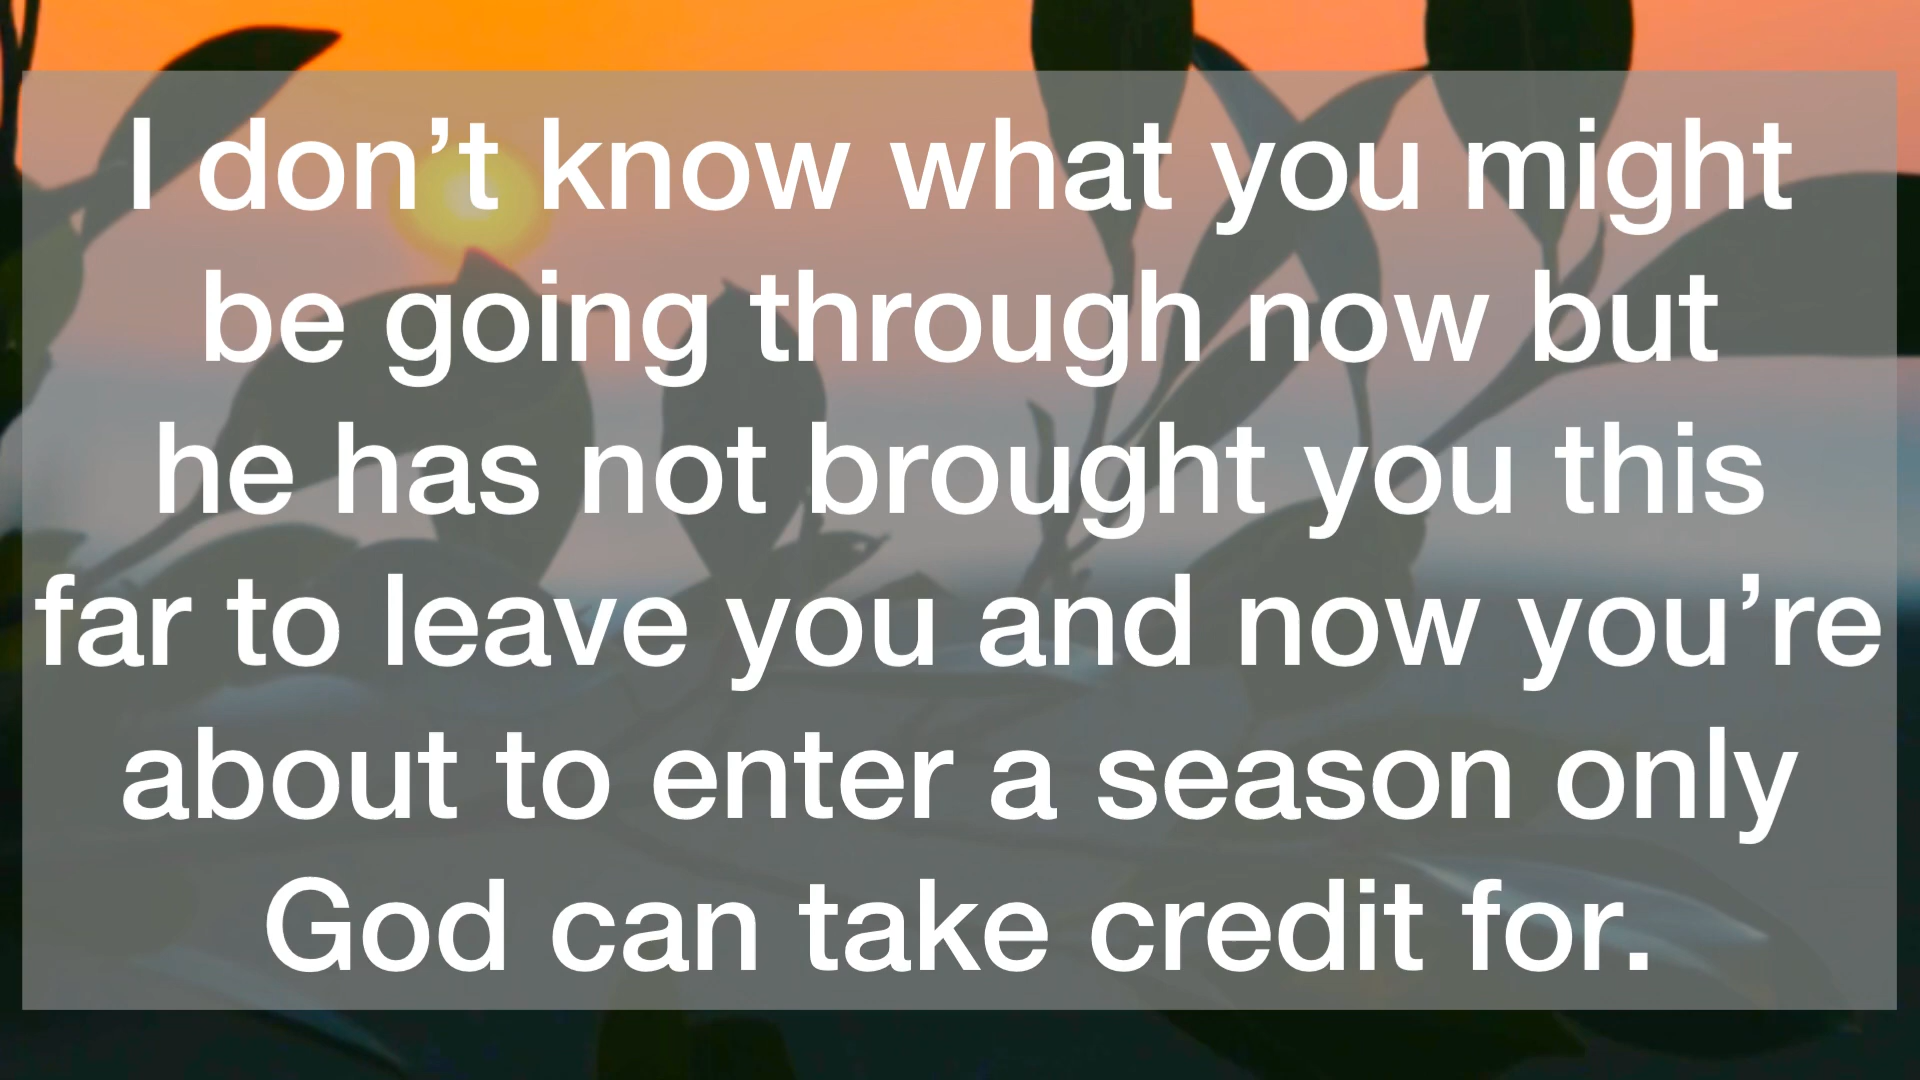 I don’t know what you might
be going through now but
he has not brought you this
far to leave you and now you’re
about to enter a season only
God can take credit for.